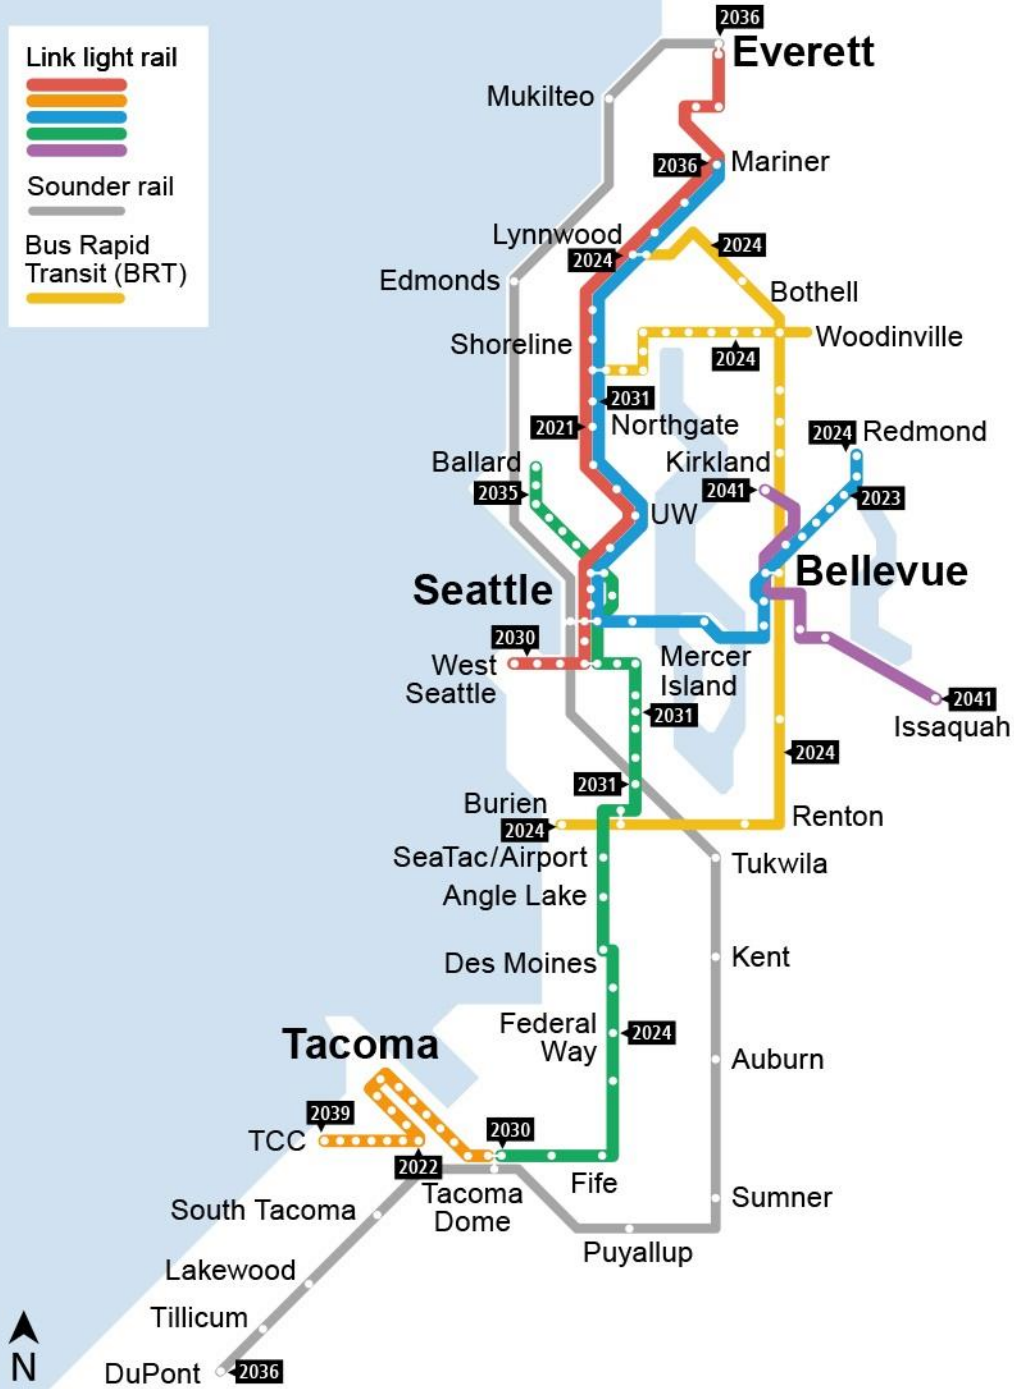 Link light rail
Sounder rail
Bus Rapid
Transit (BRT)
2036
Everett
Mukilteo
2036
Mariner
Lynnwood
2024
2024
Edmonds
Bothell
Shoreline
Woodinville
2024
2031
2021
Northgate
2024
Redmond
Ballard
Kirkland
2035
2041
2023
UW
Seattle
Bellevue
2030
West
Seattle
Mercer
Island
2041
Issaquah
2031
2024
2031
Burien
2024
Renton
SeaTac/Airport
Tukwila
Angle Lake
Des Moines
Kent
Federal
Way
2024
Tacoma
Auburn
2039
TCC
2030
2022
Tacoma
Dome
Fife
Sumner
South Tacoma
Puyallup
Lakewood
Tillicum
DuPont
2036
N